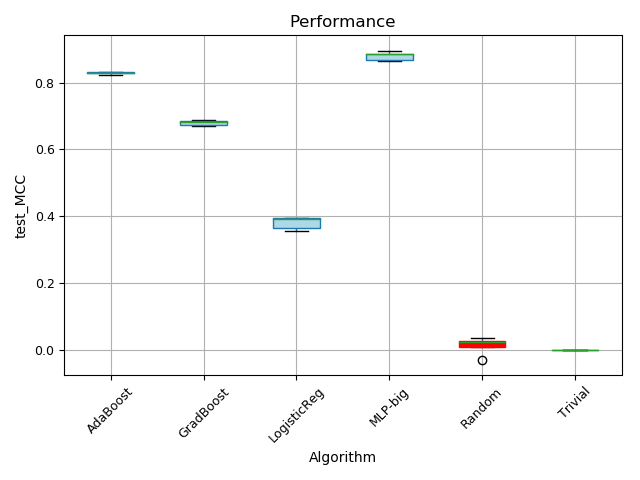 Performance
test_MCC
0.8
0.6
0.4
0.2
0.0
AdaBoost
GradBoost
LogisticReg
MLP-big
Random
Trivial
Algorithm